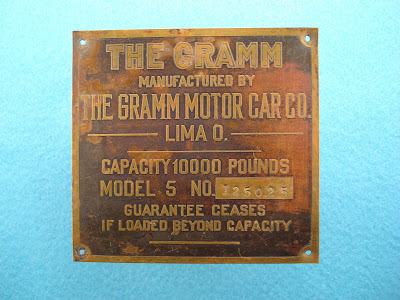 THE GRAMM
MANUFACTURED BY
THE GRAMM MOTOR CAR CO.
LIMA O.
CAPACITY 10000 POUNDS
MODEL 5 NO. 125025
GUARANTEE CEASES
IF LOADED BEYOND CAPACITY